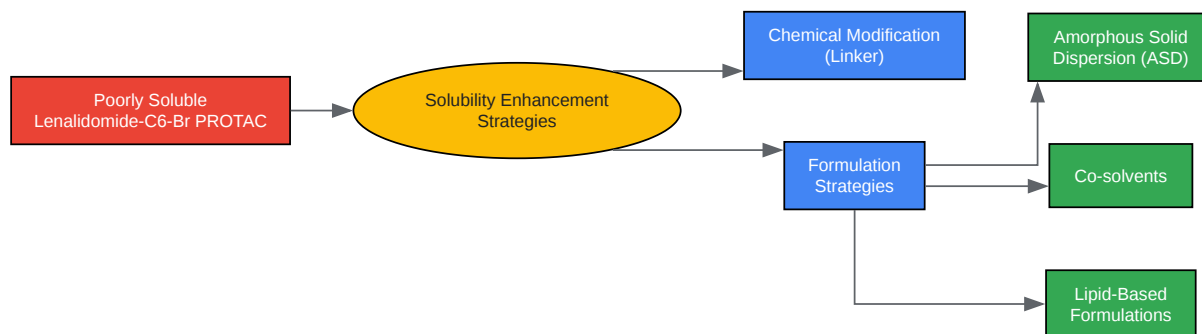 Poorly Soluble
Lenalidomide-C6-Br PROTAC
Solubility Enhancement
Strategies
Chemical Modification
(Linker)
Formulation
Strategies
Amorphous Solid
Dispersion (ASD)
Co-solvents
Lipid-Based
Formulations